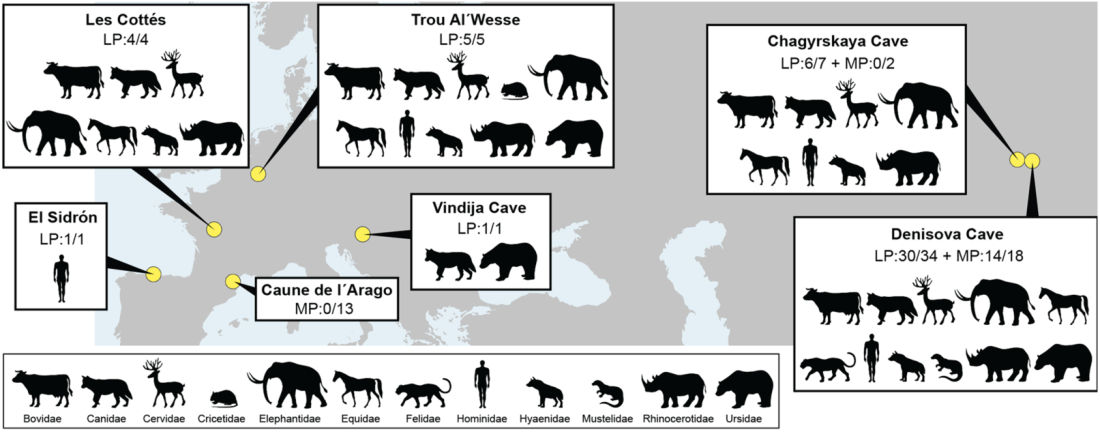 Les Cottés
LP:4/4
Trou Al´Wesse
LP:5/5
Chagyrskaya Cave
LP:6/7 + MP:0/2
El Sidrón
LP:1/1
Vindija Cave
LP:1/1
Caune de l´Arago
MP:0/13
Denisova Cave
LP:30/34 + MP:14/18
Bovidae Canidae Cervidae Cricetidae Elephantidae Equidae Felidae Hominidae Hyaenidae Mustelidae Rhinocerotidae Ursidae